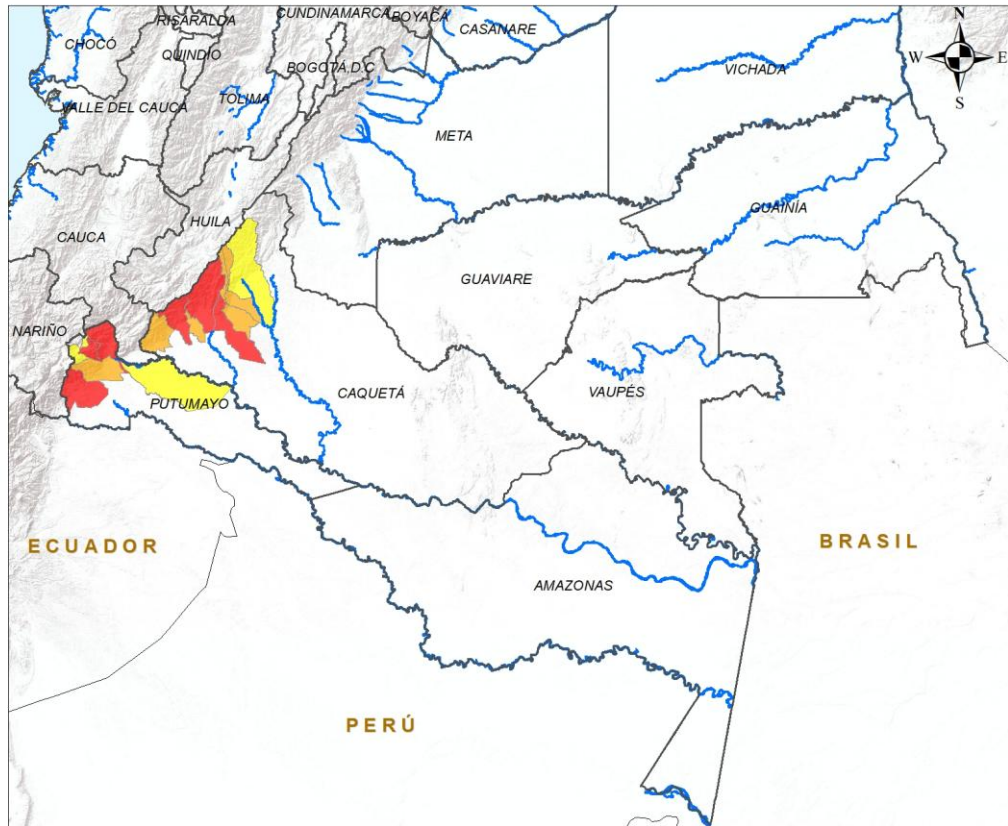 CUNDINAMARCA
BOYACÁ
RISARALDA
CASANARE
N
CHOCÓ
QUINDÍO
BOGOTÁ D.C
W
E
VICHADA
TOLIMA
VALLE DEL CAUCA
S
META
GUAINÍA
HUILA
CAUCA
GUAVIARE
NARIÑO
CAQUETÁ
VAUPÉS
PUTUMAYO
ECUADOR
BRASIL
AMAZONAS
PERÚ